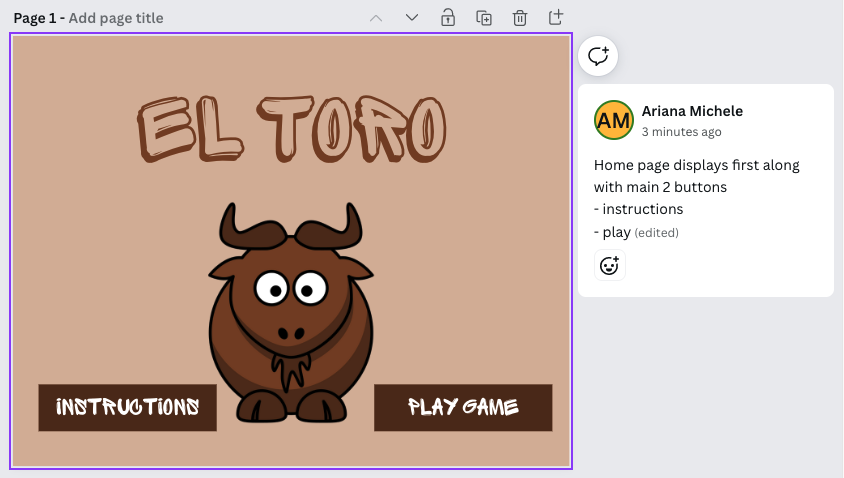 Page 1 - Add page title
EL TORO
INSTRUCTIONS
PLAY GAME
AM
Ariana Michele
3 minutes ago
Home page displays first along
with main 2 buttons
- instructions
- play (edited)